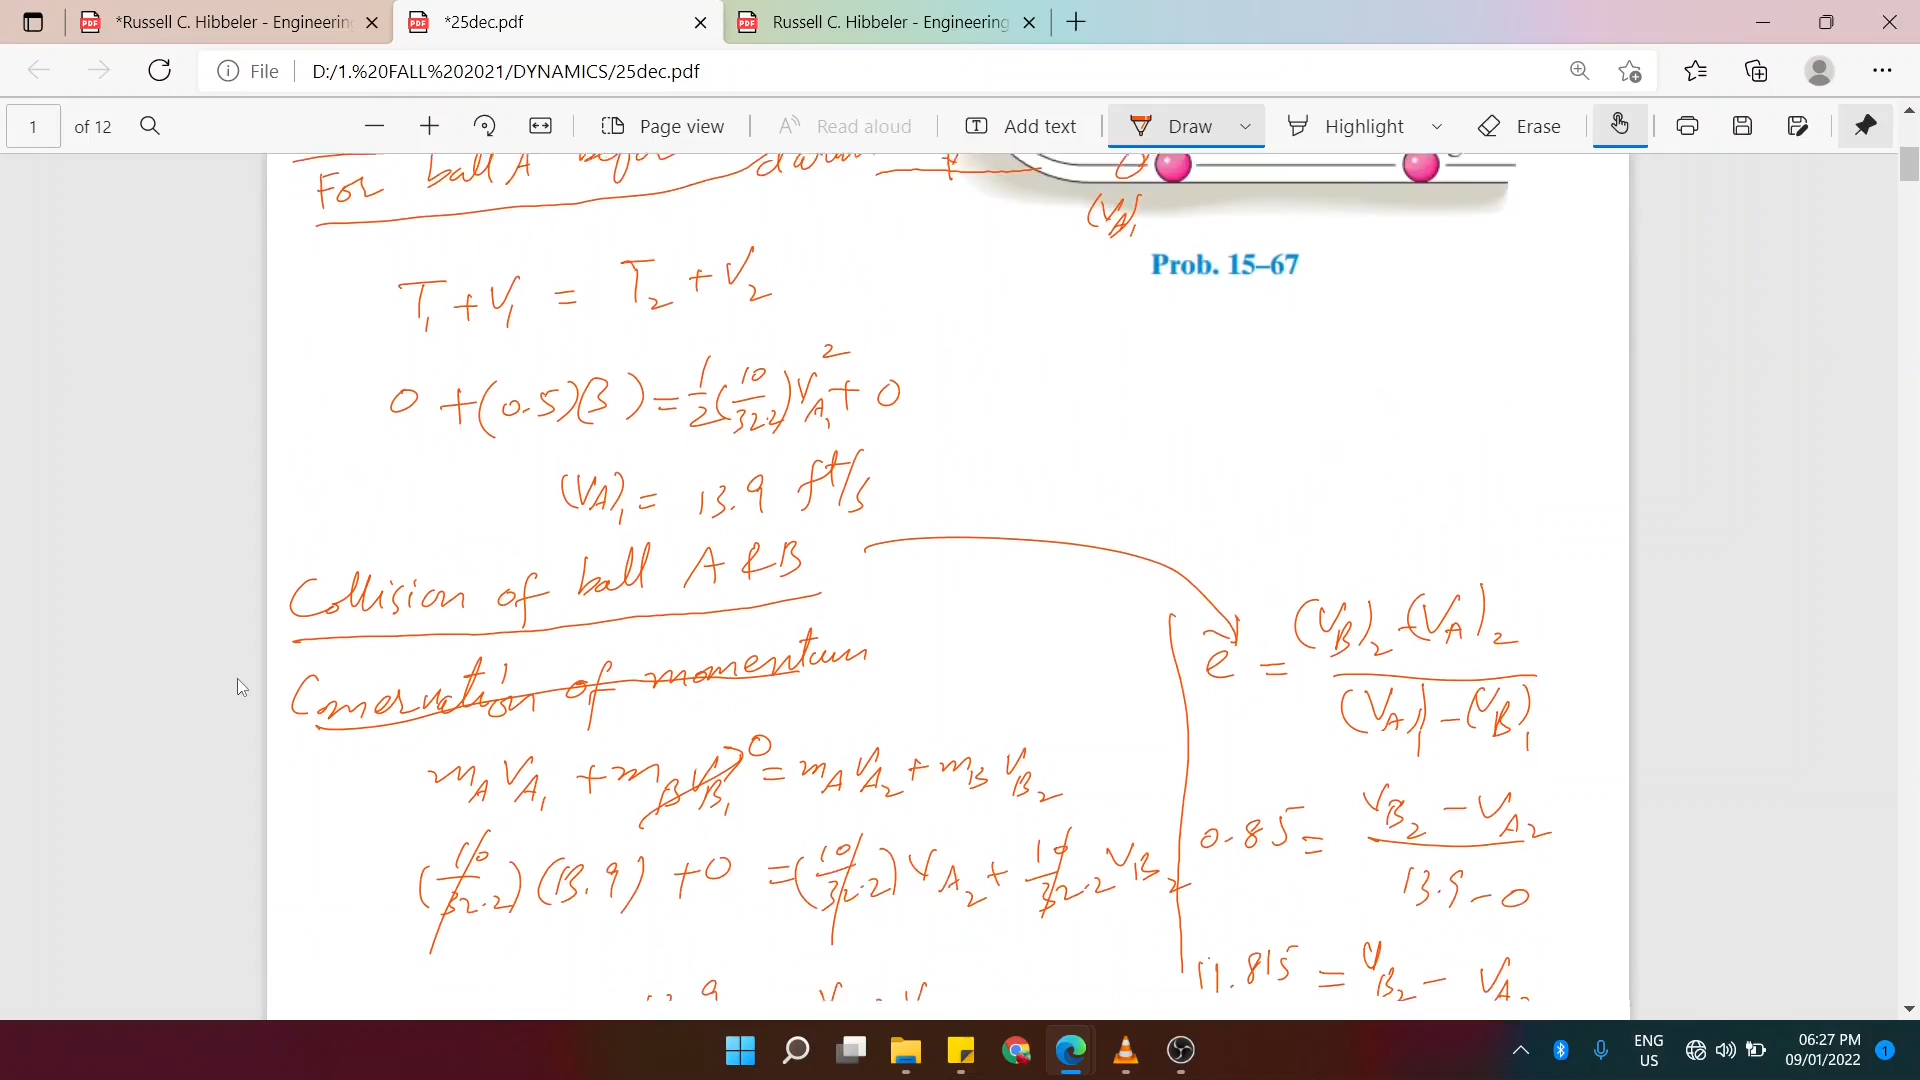 *Russell C. Hibbeler - Engineering
*25dec.pdf
Russell C. Hibbeler - Engineering
File
D:/1.%20FALL%202021/DYNAMICS/25dec.pdf
1 of 12
Page view
Read aloud
Add text
Draw
Highlight
Erase
For ball A
(VA)1
Prob. 15–67
T1 + V1 = T2 + V2
0 + (0.5)(3) = 1/2 (10/32.2) VA1^2 + 0
(VA)1 = 13.9 ft/s
Collision of ball A & B
Conservation of momentum
mA VA1 + mB VB1 0 = mA VA2 + mB VB2
(10/32.2)(13.9) + 0 = (10/32.2) VA2 + 10/32.2 VB2
e = (VB)2 - (VA)2 / (VA)1 - (VB)1
0.85 = VB2 - VA2 / 13.9 - 0
11.815 = VB2 - VA2
ENG
US
06:27 PM
09/01/2022
1